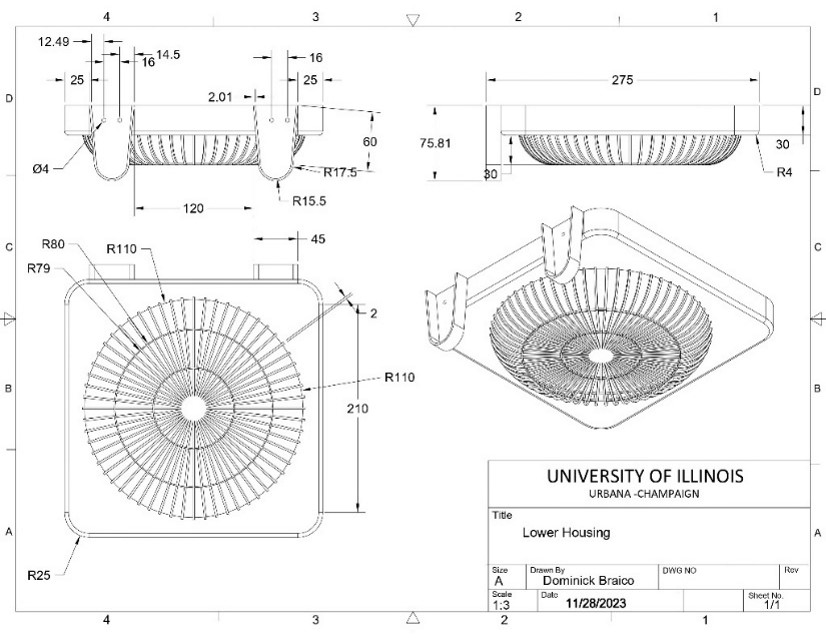 4 3 2 1
12.49
14.5
16
16
25
25
275
2.01
D
D
75.81
60
30
Ø4
30
R17.5
R4
R15.5
120
R80
R110
45
C
C
R79
2
R110
B
B
210
UNIVERSITY OF ILLINOIS
URBANA -CHAMPAIGN
Title
Lower Housing
A
A
Size
Drawn By
DWG NO
Rev
A
Dominick Braico
R25
Scale
Date
Sheet No.
1:3
11/28/2023
1/1
4 3 2 1